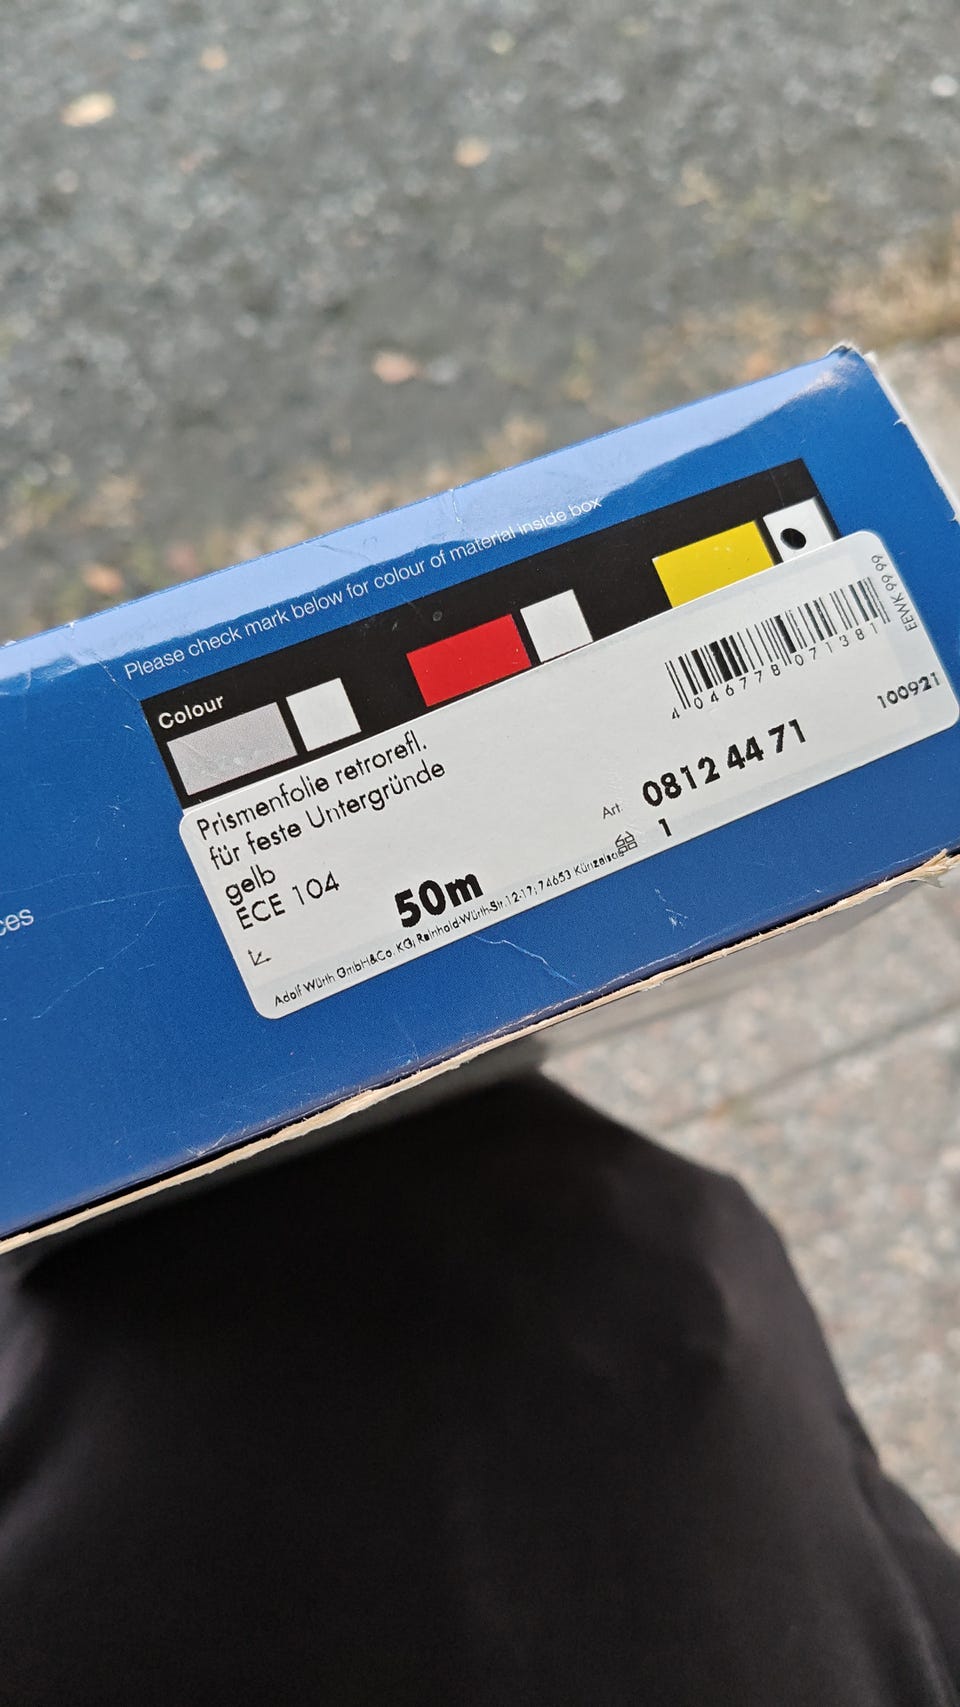 Please check mark below for colour of material inside box
Colour
Prismenfolie retrorefl.
für feste Untergründe
gelb
ECE 104
50m
4 046778 071381
EEWK 99 99
100921
Art. 0812 44 71
1
Adolf Würth GmbH&Co. KG; Reinhold-Würth-Str.12-17; 74653 Künzelsau
ces